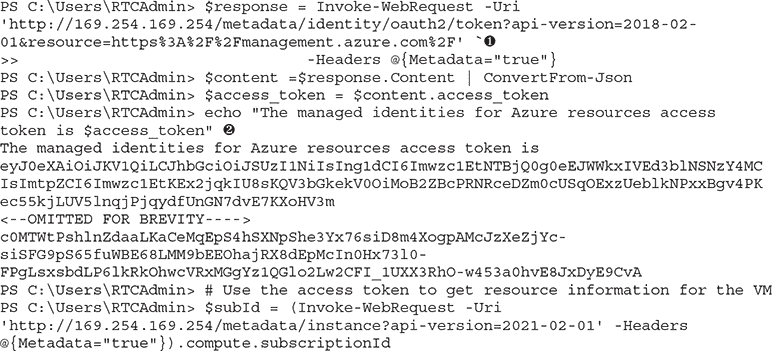 PS C:\Users\RTCAdmin> $response = Invoke-WebRequest -Uri
'http://169.254.169.254/metadata/identity/oauth2/token?api-version=2018-02-
01&resource=https%3A%2F%2Fmanagement.azure.com%2F' `❶
>> -Headers @{Metadata="true"}
PS C:\Users\RTCAdmin> $content =$response.Content | ConvertFrom-Json
PS C:\Users\RTCAdmin> $access_token = $content.access_token
PS C:\Users\RTCAdmin> echo "The managed identities for Azure resources access
token is $access_token" ❷
The managed identities for Azure resources access token is
eyJ0eXAiOiJKV1QiLCJhbGciOiJSUzI1NiIsIng1dCI6Imwzc1EtNTBjQ0g0eEJWWkxIVEd3blNSNzY4MC
IsImtpZCI6Imwzc1EtKEx2jqkIU8sKQV3bGkekV0OiMoB2ZBcPRNRceDZm0cUSqOExzUeblkNPxxBgv4PK
ec55kjLUV5lnqjPjqydfUnGN7dvE7KXoHV3m
<--OMITTED FOR BREVITY---->
c0MTWtPshlnZdaaLKaCeMqEpS4hSXNpShe3Yx76siD8m4XogpAMcJzXeZjYc-
siSFG9pS65fuWBE68LMM9bEEOhajRX8dEpMcIn0Hx73l0-
FPgLsxsbdLP6lkRkOhwcVRxMGgYz1QGlo2Lw2CFI_1UXX3RhO-w453a0hvE8JxDyE9CvA
PS C:\Users\RTCAdmin> # Use the access token to get resource information for the VM
PS C:\Users\RTCAdmin> $subId = (Invoke-WebRequest -Uri
'http://169.254.169.254/metadata/instance?api-version=2021-02-01' -Headers
@{Metadata="true"}).compute.subscriptionId